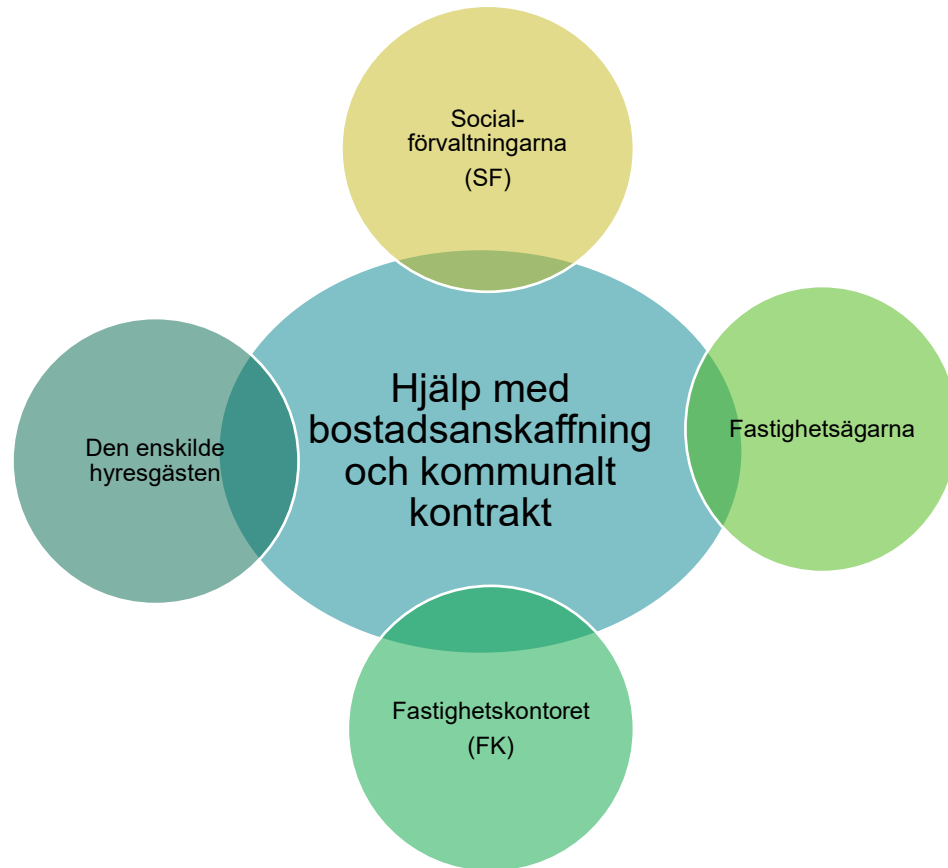 Social-
förvaltningarna
(SF)
Hjälp med
bostadsanskaffning
och kommunalt
kontrakt
Fastighetsägarna
Den enskilde
hyresgästen
Fastighetskontoret
(FK)